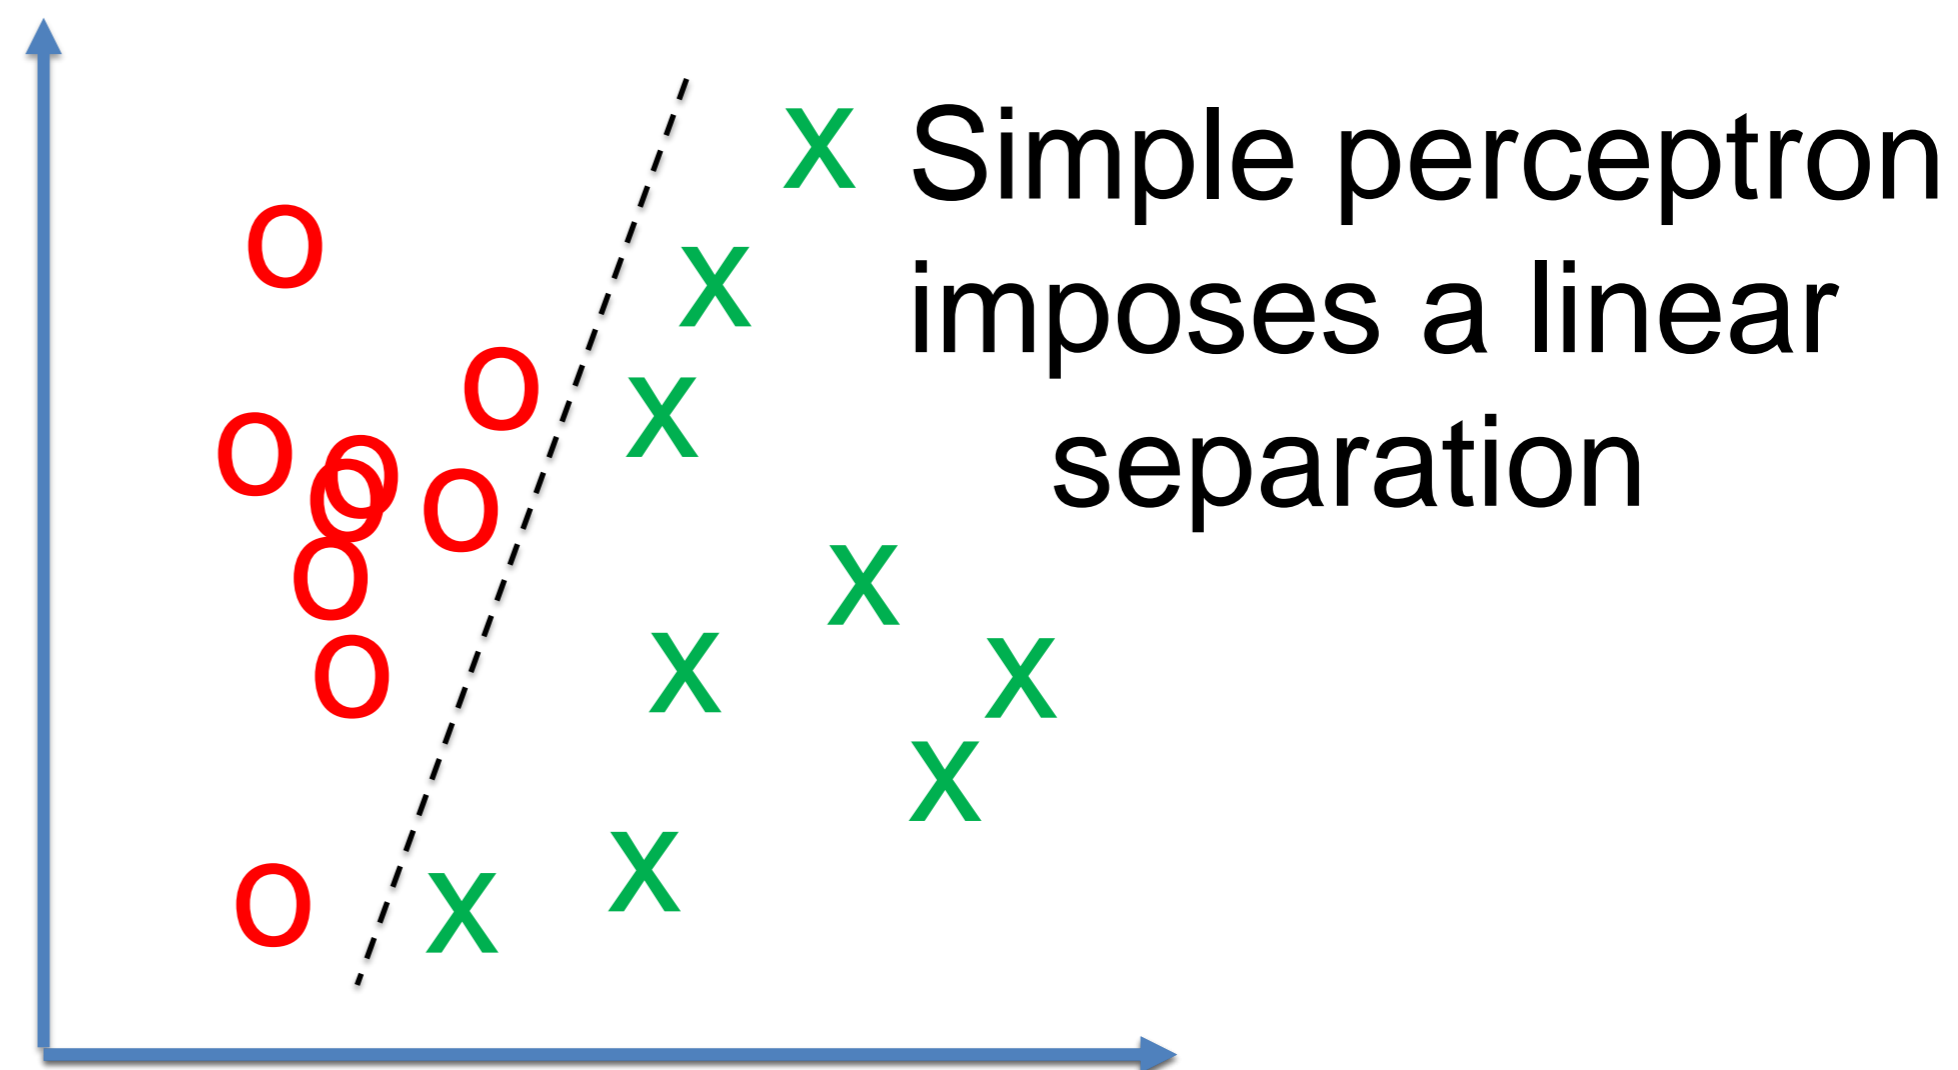 Simple perceptron
imposes a linear
separation
x
o
x
o
x
o
o
o
o
o
x
x
o
x
x
x
o
x